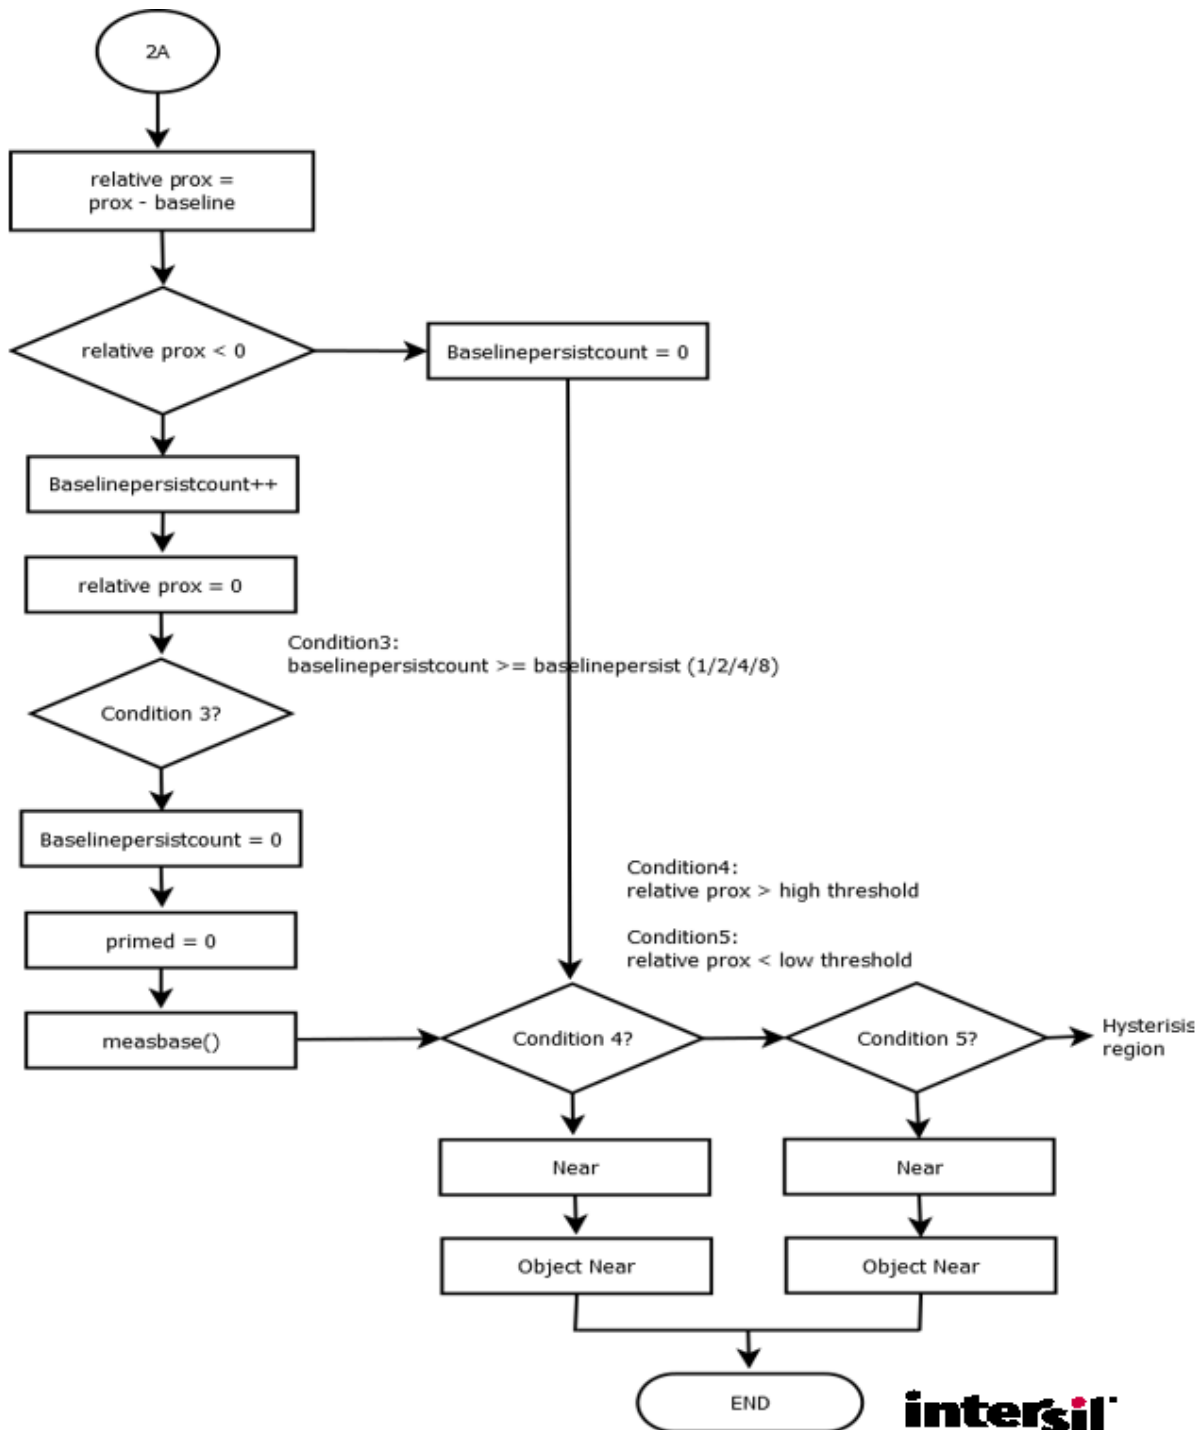 2A
relative prox =
prox - baseline
relative prox < 0
Baselinepersistcount = 0
Baselinepersistcount++
relative prox = 0
Condition3:
baselinepersistcount >= baselinepersist (1/2/4/8)
Condition 3?
Baselinepersistcount = 0
primed = 0
measbase()
Condition4:
relative prox > high threshold
Condition5:
relative prox < low threshold
Condition 4?
Condition 5?
Hysterisis
region
Near
Near
Object Near
Object Near
END
intersil